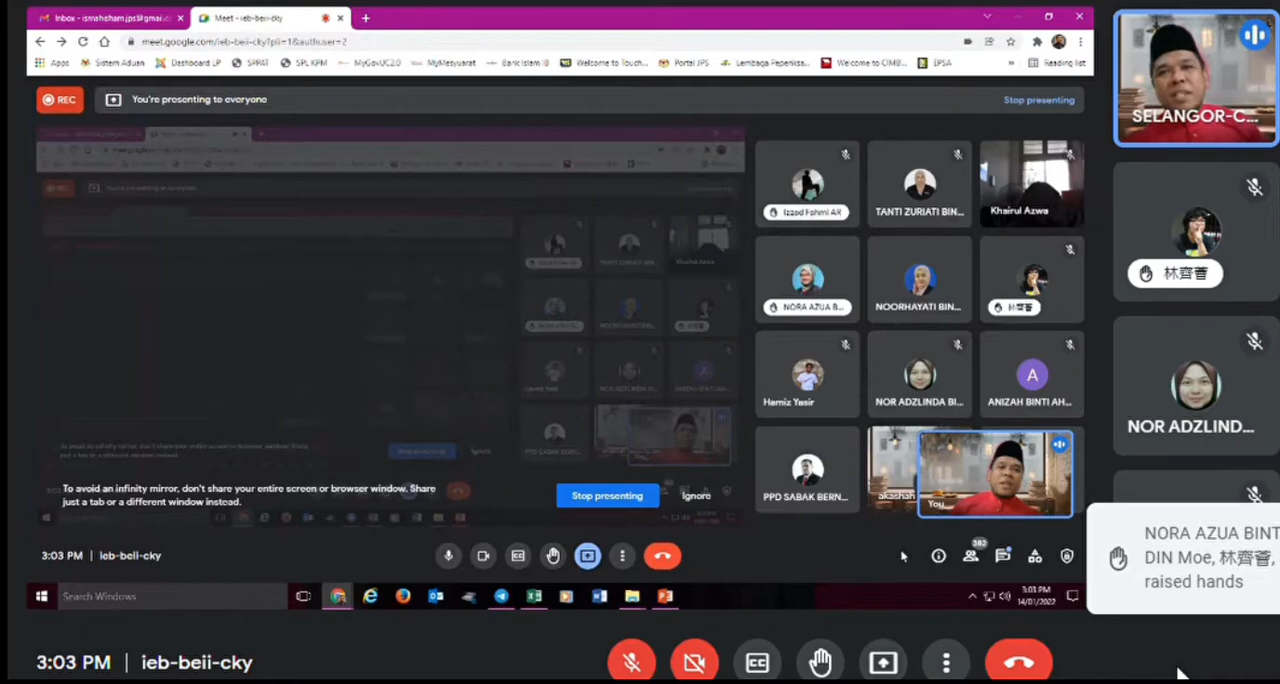 Inbox - ismahisham.jps@gmail.c
Meet - ieb-beii-cky
meet.google.com/ieb-beii-cky?pli=1&authuser=2
Apps
Sistem Aduan
Dashboard LP
SPPAT
SPL KPM
MyGovUC2.0
MyMesyuarat
Bank Islam IB
Welcome to Touch...
Portal JPS
Lembaga Peperiksa...
Welcome to CIMB...
EPSA
»
Reading list
REC
You're presenting to everyone
Stop presenting
SELANGOR-C...
Izzad Fahmi AR
TANTI ZURIATI BIN...
Khairul Azwa
NORA AZUA B...
NOORHAYATI BIN...
林齊薈
林齊薈
Hamiz Yasir
NOR ADZLINDA BI...
A
ANIZAH BINTI AH...
NOR ADZLIND...
PPD SABAK BERN...
akashah
You
To avoid an infinity mirror, don't share your entire screen or browser window. Share
just a tab or a different window instead.
Stop presenting
Ignore
3:03 PM | ieb-beii-cky
382
NORA AZUA BINT
DIN Moe, 林齊薈,
raised hands
Search Windows
3:03 PM
14/01/2022
3:03 PM | ieb-beii-cky